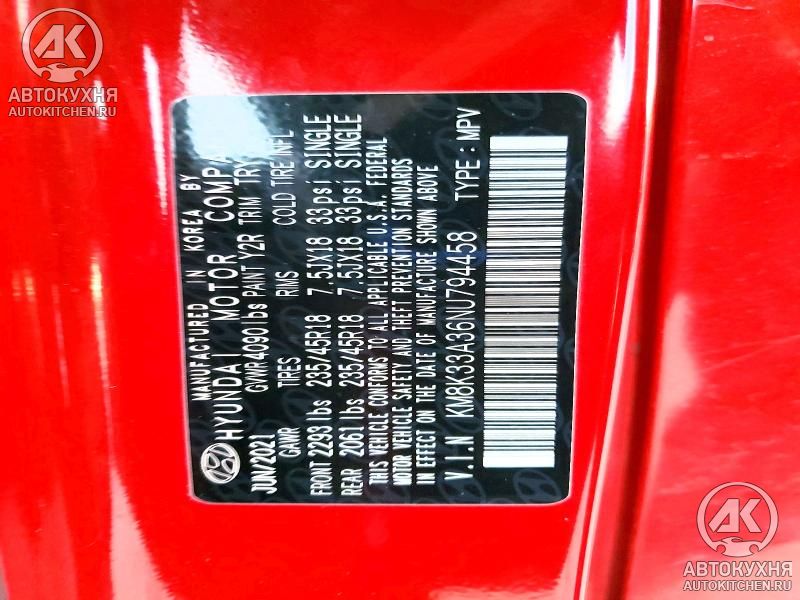 АВТОКУХНЯ
AUTOKITCHEN.RU
MANUFACTURED IN KOREA BY
HYUNDAI MOTOR COMPA
JUN/2021 GVWR 4090 lbs PAINT Y2R TRIM TRY
GAWR TIRES RIMS COLD TIRE INFL
FRONT 2293 lbs 235/45R18 7.5JX18 33psi SINGLE
REAR 2061 lbs 235/45R18 7.5JX18 33psi SINGLE
THIS VEHICLE CONFORMS TO ALL APPLICABLE U.S.A. FEDERAL
MOTOR VEHICLE SAFETY AND THEFT PREVENTION STANDARDS
IN EFFECT ON THE DATE OF MANUFACTURE SHOWN ABOVE
V.I.N KM8K33A36NU794458 TYPE : MPV
АВТОКУХНЯ
AUTOKITCHEN.RU